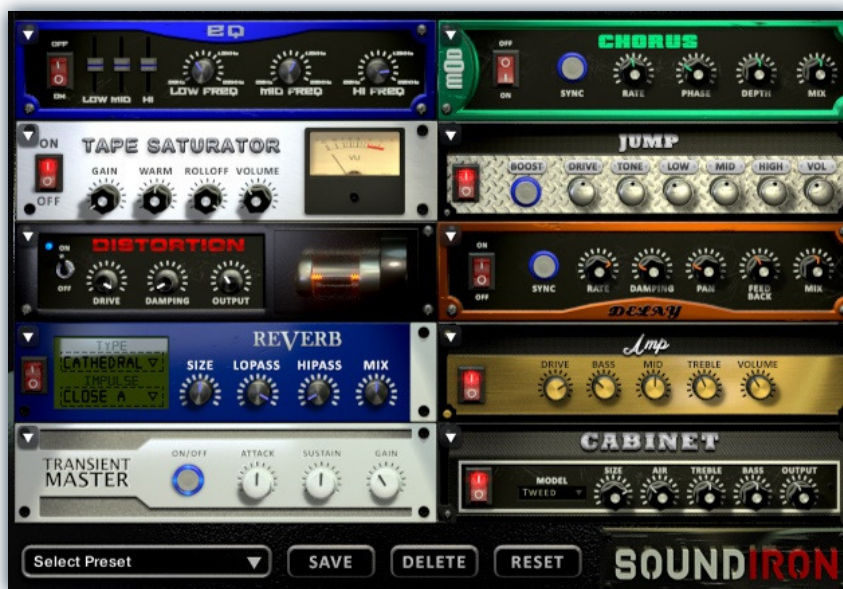 EQ
OFF
ON
LOW MID HI
LOW FREQ
MID FREQ
HI FREQ
CHORUS
OFF
ON
SYNC
RATE
PHASE
DEPTH
MIX
TAPE SATURATOR
ON
OFF
GAIN
WARM
ROLLOFF
VOLUME
VU
JUMP
BOOST
DRIVE
TONE
LOW
MID
HIGH
VOL
DISTORTION
ON
OFF
DRIVE
DAMPING
OUTPUT
ON
OFF
SYNC
RATE
DAMPING
PAN
FEED
BACK
MIX
DELAY
REVERB
TYPE
CATHEDRAL
IMPULSE
CLOSE A
SIZE
LOPASS
HIPASS
MIX
Amp
DRIVE
BASS
MID
TREBLE
VOLUME
TRANSIENT
MASTER
ON/OFF
ATTACK
SUSTAIN
GAIN
CABINET
MODEL
TWEED
SIZE
AIR
TREBLE
BASS
OUTPUT
Select Preset
SAVE
DELETE
RESET
SOUNDIRON